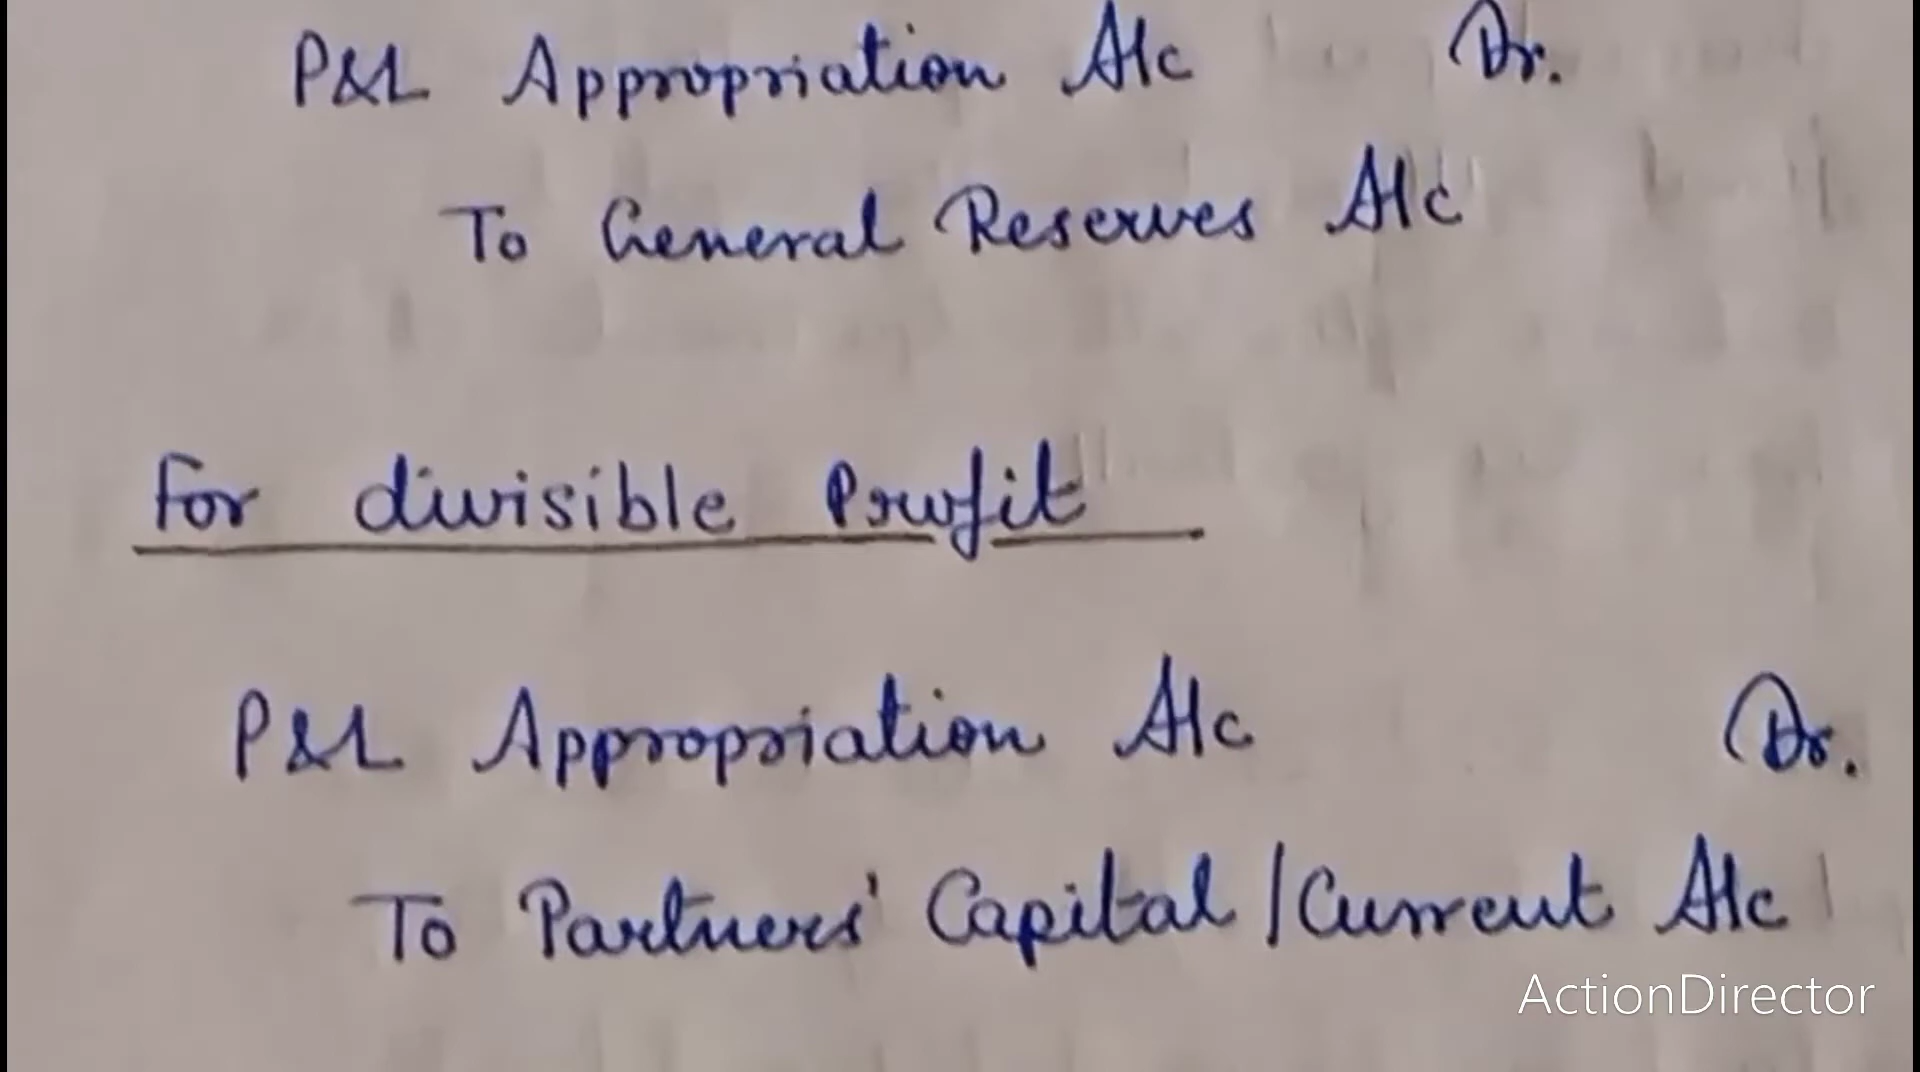 P&L Appropriation A/c Dr.
To General Reserves A/c
For divisible Profit
P&L Appropriation A/c Dr.
To Partners' Capital / Current A/c
ActionDirector